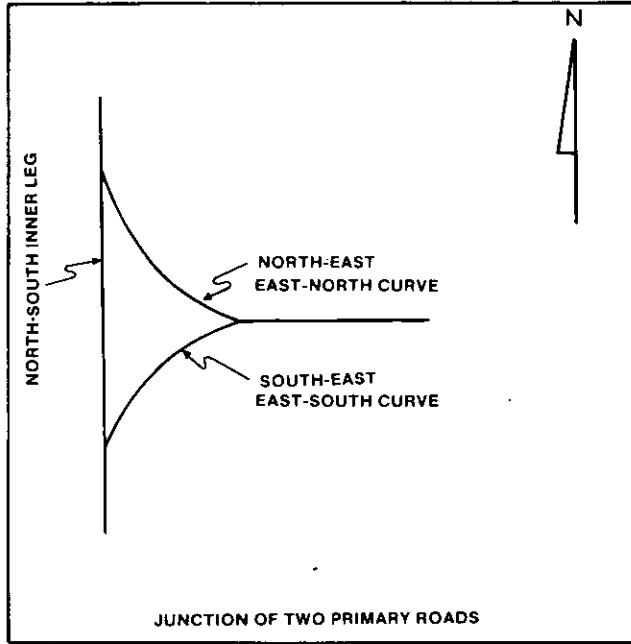 N
NORTH-SOUTH INNER LEG
NORTH-EAST
EAST-NORTH CURVE
SOUTH-EAST
EAST-SOUTH CURVE
JUNCTION OF TWO PRIMARY ROADS